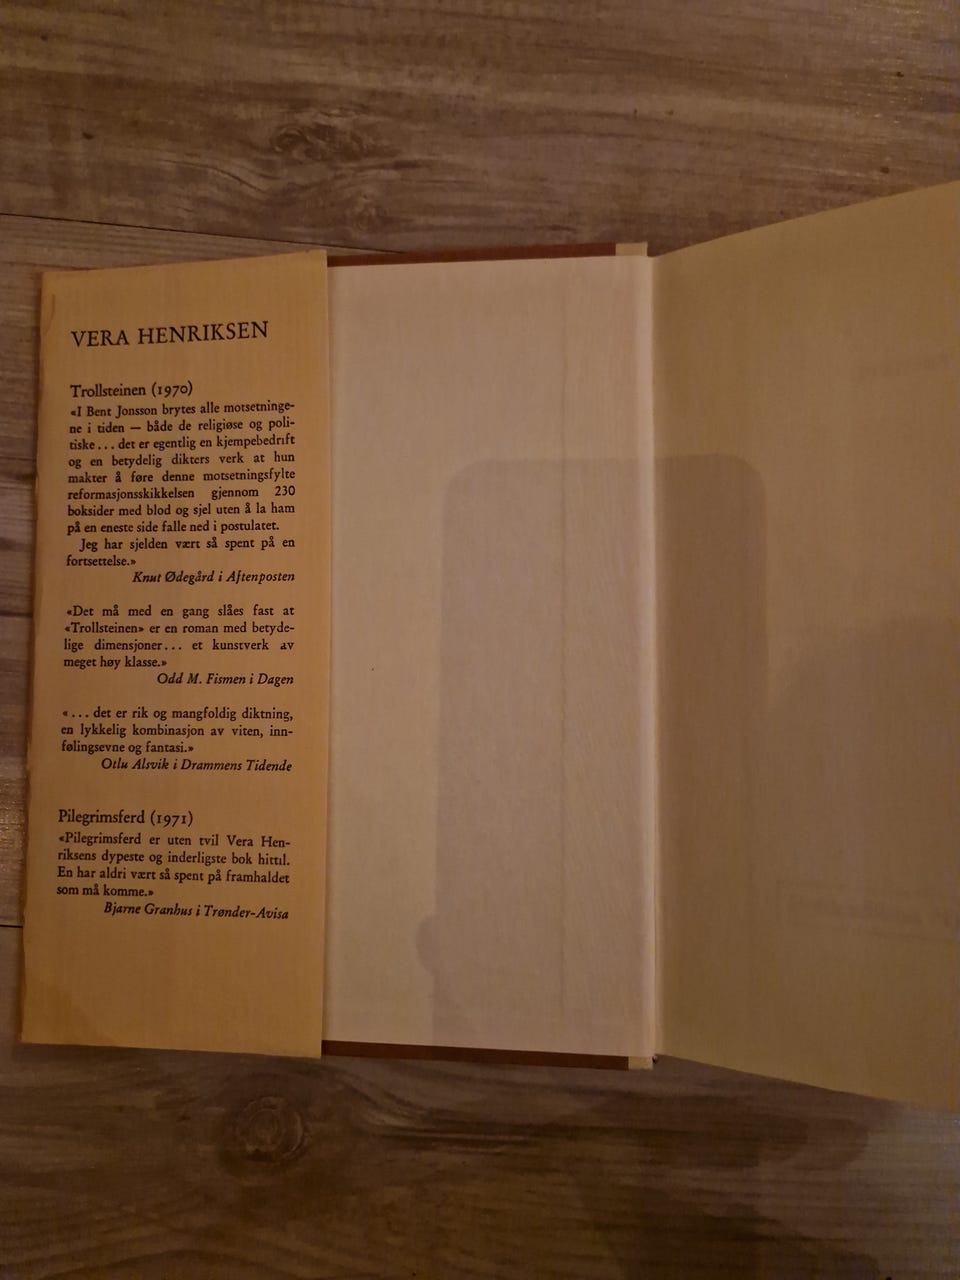 VERA HENRIKSEN
Trollsteinen (1970)
«I Bent Jonsson brytes alle motsetninge-
ne i tiden — både de religiøse og poli-
tiske... det er egentlig en kjempebedrift
og en betydelig dikters verk at hun
makter å føre denne motsetningsfylte
reformasjonsskikkelsen gjennom 230
boksider med blod og sjel uten å la ham
på en eneste side falle ned i postulatet.
Jeg har sjelden vært så spent på en
fortsettelse.»
Knut Ødegård i Aftenposten
«Det må med en gang slåes fast at
«Trollsteinen» er en roman med betyde-
lige dimensjoner... et kunstverk av
meget høy klasse.»
Odd M. Fismen i Dagen
«... det er rik og mangfoldig diktning,
en lykkelig kombinasjon av viten, inn-
følingsevne og fantasi.»
Otlu Alsvik i Drammens Tidende
Pilegrimsferd (1971)
«Pilegrimsferd er uten tvil Vera Hen-
riksens dypeste og inderligste bok hittil.
En har aldri vært så spent på framhaldet
som må komme.»
Bjarne Granhus i Trønder-Avisa